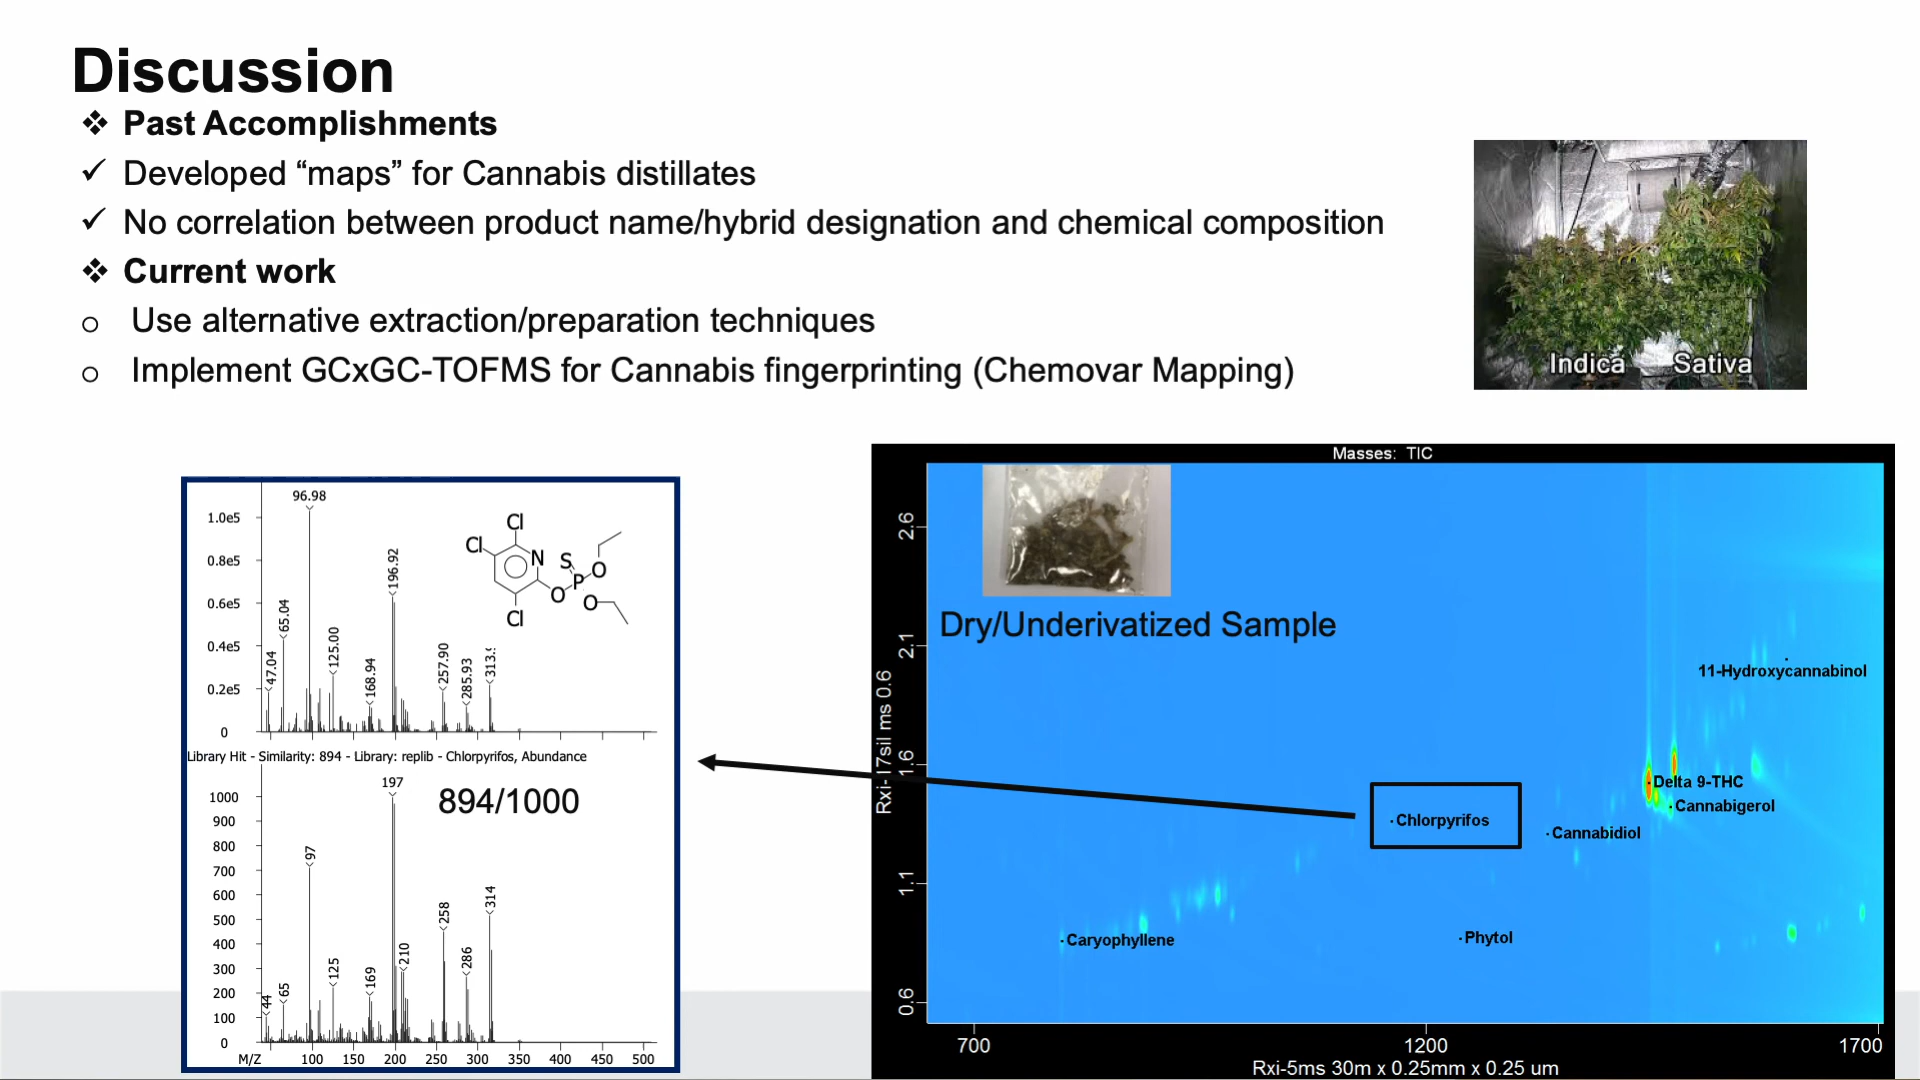 Discussion
❖ Past Accomplishments
✓ Developed “maps” for Cannabis distillates
✓ No correlation between product name/hybrid designation and chemical composition
❖ Current work
o Use alternative extraction/preparation techniques
o Implement GCxGC-TOFMS for Cannabis fingerprinting (Chemovar Mapping)
Indica Sativa
96.98
1.0e5
0.8e5
0.6e5
0.4e5
0.2e5
0
47.04
65.04
125.00
168.94
196.92
257.90
285.93
313.9
Cl
Cl
N
S
P
O
O
O
Cl
Library Hit - Similarity: 894 - Library: replib - Chlorpyrifos, Abundance
197
894/1000
1000
900
800
700
600
500
400
300
200
100
0
44
65
97
125
169
210
258
286
314
M/Z 100 150 200 250 300 350 400 450 500
Masses: TIC
Dry/Underivatized Sample
2.6
2.1
1.6
1.1
0.6
Rxi-17sil ms 0.6
11-Hydroxycannabinol
Delta 9-THC
Cannabigerol
Chlorpyrifos
Cannabidiol
Caryophyllene
Phytol
700 1200 1700
Rxi-5ms 30m x 0.25mm x 0.25 um